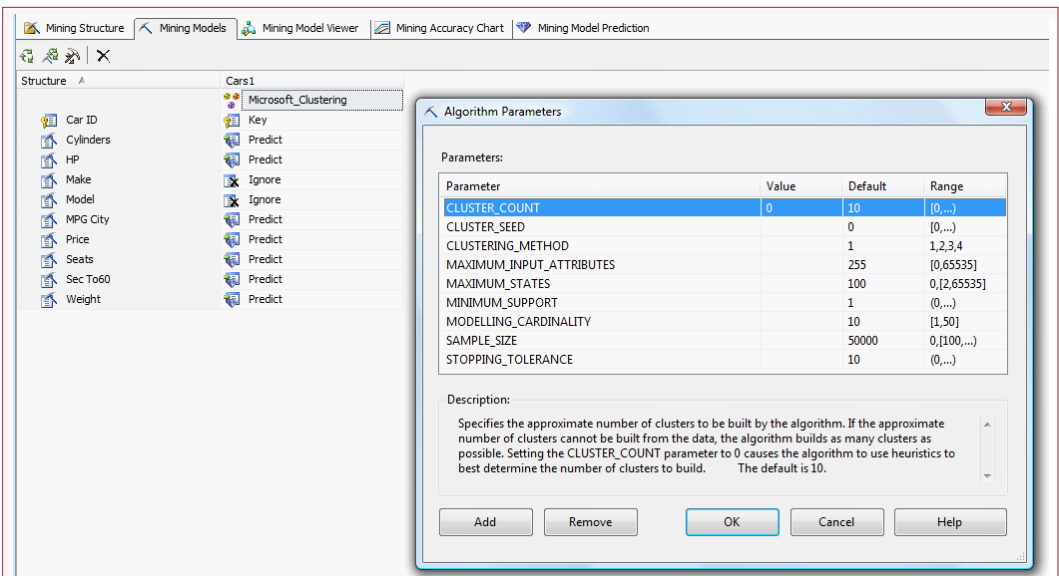 Mining Structure Mining Models Mining Model Viewer Mining Accuracy Chart Mining Model Prediction
Structure Cars1
Microsoft_Clustering
Car ID Key
Cylinders Predict
HP Predict
Make Ignore
Model Ignore
MPG City Predict
Price Predict
Seats Predict
Sec To60 Predict
Weight Predict
Algorithm Parameters
Parameters:
Parameter Value Default Range
CLUSTER_COUNT 0 10 [0,...)
CLUSTER_SEED 0 [0,...)
CLUSTERING_METHOD 1 1,2,3,4
MAXIMUM_INPUT_ATTRIBUTES 255 [0,65535]
MAXIMUM_STATES 100 0,[2,65535]
MINIMUM_SUPPORT 1 (0,...)
MODELLING_CARDINALITY 10 [1,50]
SAMPLE_SIZE 50000 0,[100,...)
STOPPING_TOLERANCE 10 (0,...)
Description:
Specifies the approximate number of clusters to be built by the algorithm. If the approximate
number of clusters cannot be built from the data, the algorithm builds as many clusters as
possible. Setting the CLUSTER_COUNT parameter to 0 causes the algorithm to use heuristics to
best determine the number of clusters to build. The default is 10.
Add Remove OK Cancel Help